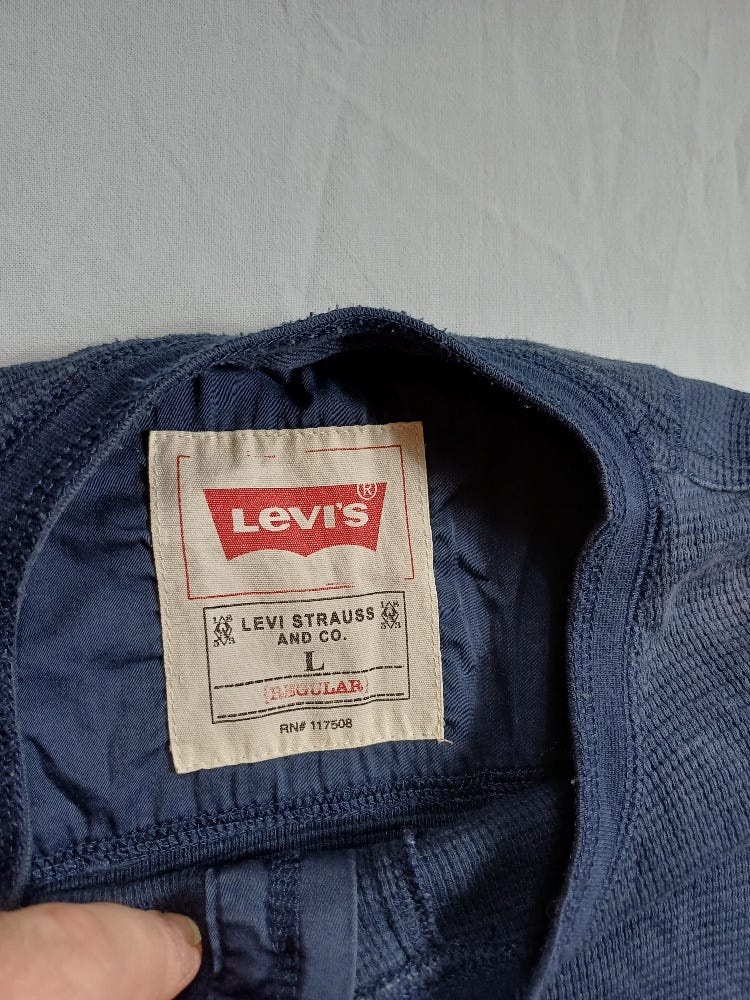 LEVI'S®
LEVI STRAUSS
AND CO.
L
{REGULAR}
RN# 117508